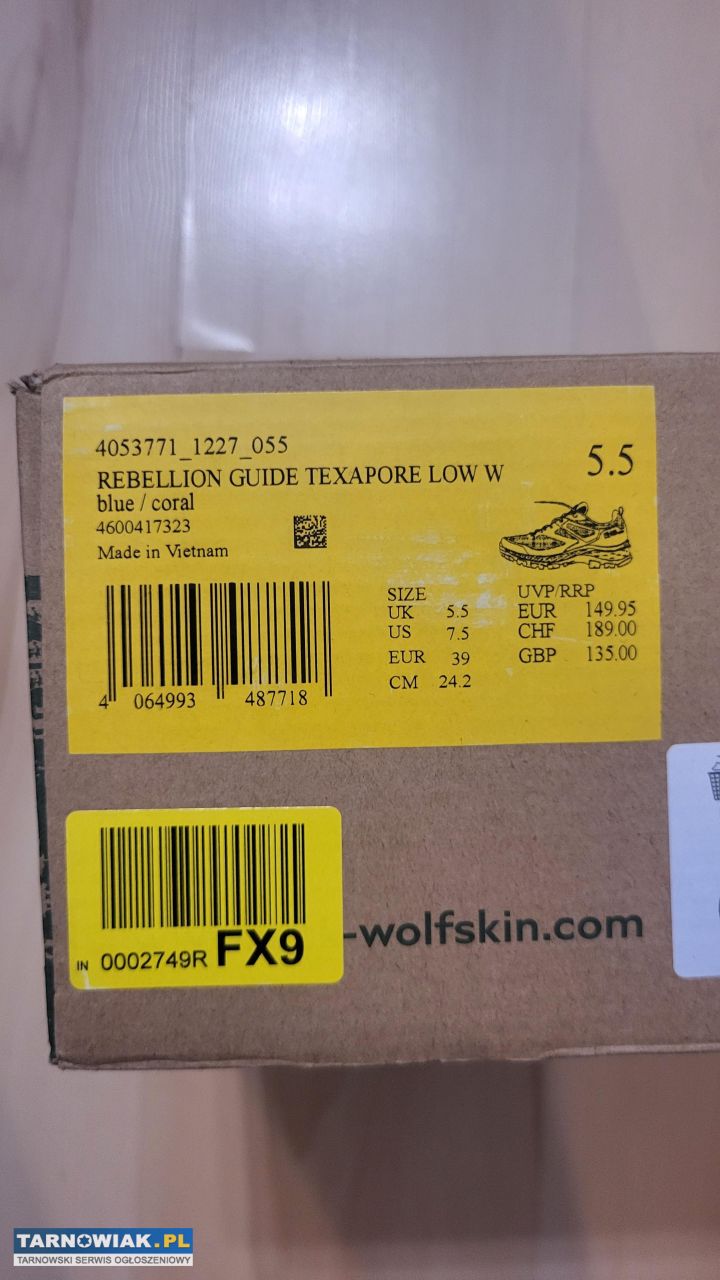 4053771_1227_055
REBELLION GUIDE TEXAPORE LOW W
5.5
blue / coral
4600417323
Made in Vietnam
SIZE
UK 5.5
US 7.5
EUR 39
CM 24.2
UVP/RRP
EUR 149.95
CHF 189.00
GBP 135.00
4 064993 487718
IN 0002749R FX9
-wolfskin.com
TARNOWIAK.PL
TARNOWSKI SERWIS OGŁOSZENIOWY